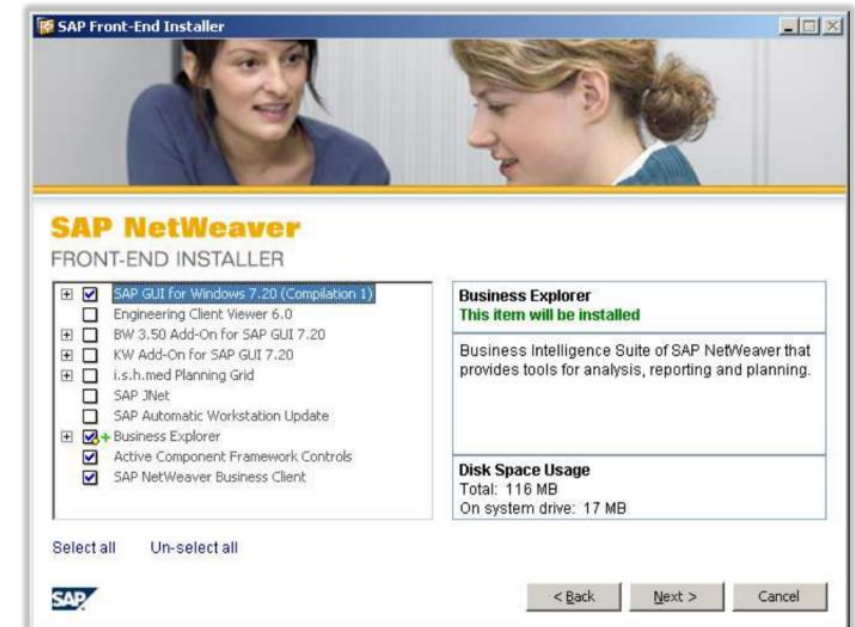 SAP Front-End Installer
SAP NetWeaver
FRONT-END INSTALLER
SAP GUI for Windows 7.20 (Compilation 1)
Engineering Client Viewer 6.0
BW 3.50 Add-On for SAP GUI 7.20
KW Add-On for SAP GUI 7.20
i.s.h.med Planning Grid
SAP JNet
SAP Automatic Workstation Update
Business Explorer
Active Component Framework Controls
SAP NetWeaver Business Client
Business Explorer
This item will be installed
Business Intelligence Suite of SAP NetWeaver that
provides tools for analysis, reporting and planning.
Disk Space Usage
Total: 116 MB
On system drive: 17 MB
Select all Un-select all
SAP
< Back Next > Cancel